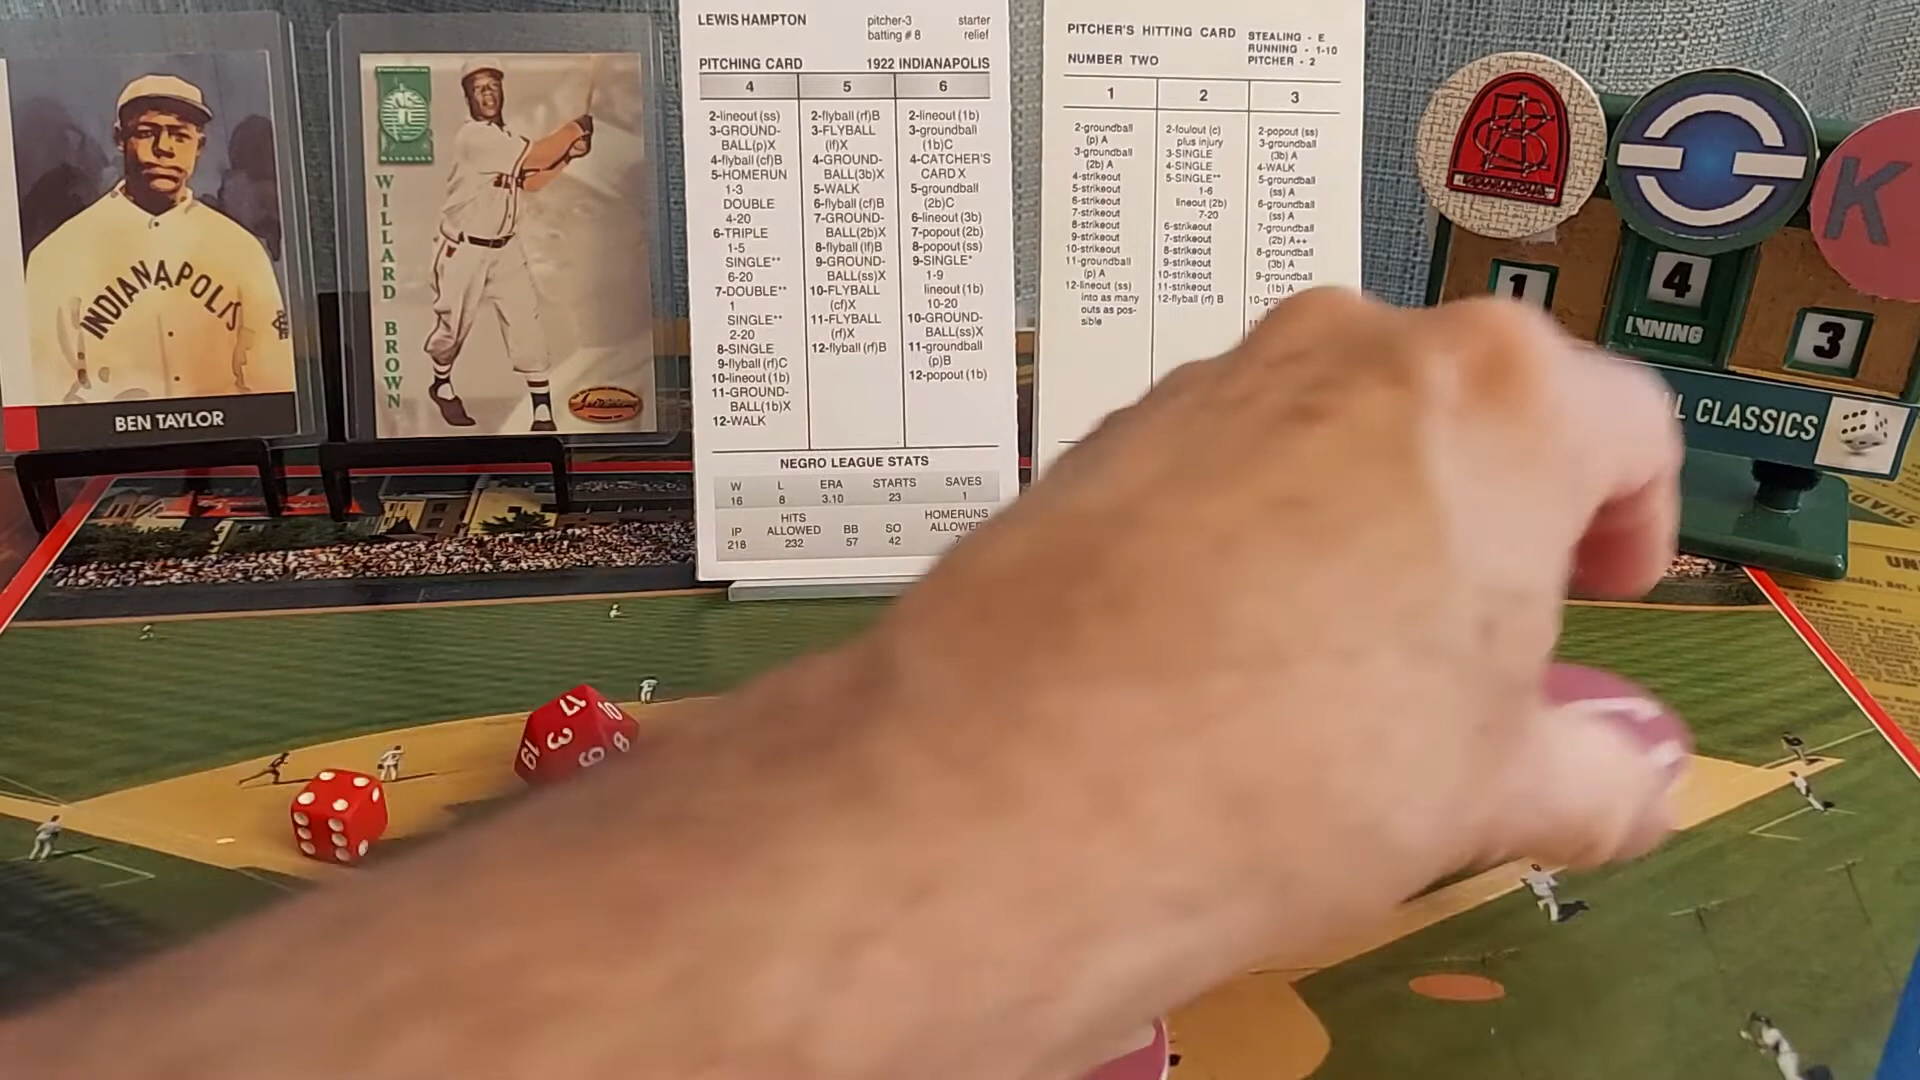 INDIANAPOLIS
BEN TAYLOR
WILLARD BROWN
LEWIS HAMPTON
pitcher-3 starter
batting # 8 relief
PITCHING CARD 1922 INDIANAPOLIS
4 5 6
2-lineout (ss)
3-GROUND-
BALL(p)X
4-flyball (cf)B
5-HOMERUN
1-3
DOUBLE
4-20
6-TRIPLE
1-5
SINGLE**
6-20
7-DOUBLE**
1
SINGLE**
2-20
8-SINGLE
9-flyball (rf)C
10-lineout (1b)
11-GROUND-
BALL(1b)X
12-WALK
2-flyball (rf)B
3-FLYBALL
(lf)X
4-GROUND-
BALL(3b)X
5-WALK
6-flyball (cf)B
7-GROUND-
BALL(2b)X
8-flyball (lf)B
9-GROUND-
BALL(ss)X
10-FLYBALL
(cf)X
11-FLYBALL
(rf)X
12-flyball (rf)B
2-lineout (1b)
3-groundball
(1b)C
4-CATCHER'S
CARD X
5-groundball
(2b)C
6-lineout (3b)
7-popout (2b)
8-popout (ss)
9-SINGLE*
1-9
lineout (1b)
10-20
10-GROUND-
BALL(ss)X
11-groundball
(p)B
12-popout (1b)
NEGRO LEAGUE STATS
W L ERA STARTS SAVES
16 8 3.10 23 1
IP HITS ALLOWED BB SO HOMERUNS
218 232 57 42 7
PITCHER'S HITTING CARD
NUMBER TWO
STEALING - E
RUNNING - 1-10
PITCHER - 2
1 2 3
2-groundball
(p) A
3-groundball
(2b) A
4-strikeout
5-strikeout
6-strikeout
7-strikeout
8-strikeout
9-strikeout
10-strikeout
11-groundball
(p) A
12-lineout (ss)
into as many
outs as pos-
sible
2-foulout (c)
plus injury
3-SINGLE
4-SINGLE
5-SINGLE**
1-6
lineout (2b)
7-20
6-strikeout
7-strikeout
8-strikeout
9-strikeout
10-strikeout
11-strikeout
12-flyball (rf) B
2-popout (ss)
3-groundball
(3b) A
4-WALK
5-groundball
(ss) A
6-groundball
(ss) A
7-groundball
(2b) A++
8-groundball
(3b) A
9-groundball
(1b) A
K
1 4 3
INNING
CLASSICS
17 10 3 8 19